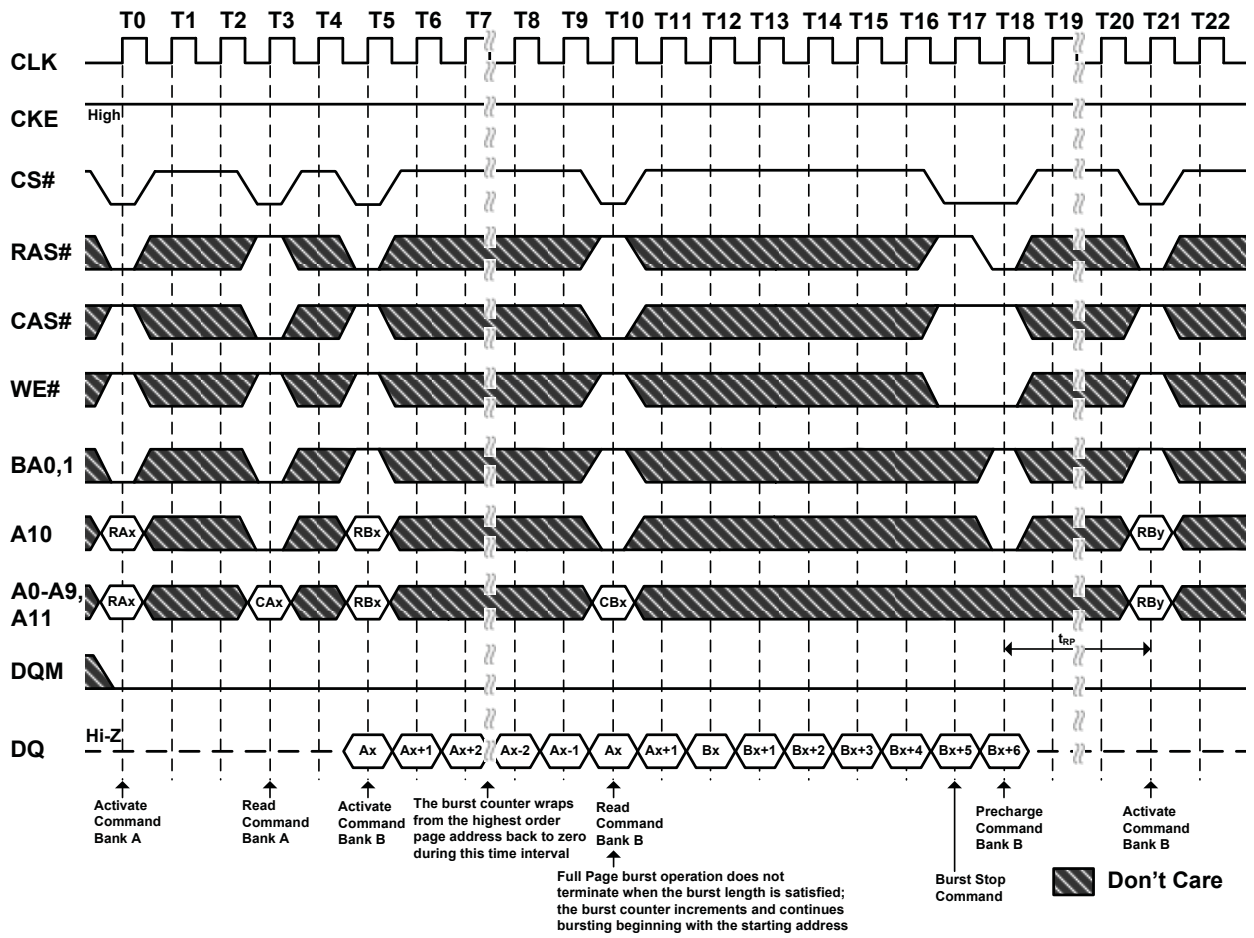 T0 T1 T2 T3 T4 T5 T6 T7 T8 T9 T10 T11 T12 T13 T14 T15 T16 T17 T18 T19 T20 T21 T22
CLK
CKE High
CS#
RAS#
CAS#
WE#
BA0,1
A10 RAx RBx RBy
A0-A9,
A11 RAx CAx RBx CBx RBy
tRP
DQM
DQ Hi-Z Ax Ax+1 Ax+2 Ax-2 Ax-1 Ax Ax+1 Bx Bx+1 Bx+2 Bx+3 Bx+4 Bx+5 Bx+6
Activate
Command
Bank A
Read
Command
Bank A
Activate
Command
Bank B
The burst counter wraps
from the highest order
page address back to zero
during this time interval
Read
Command
Bank B
Full Page burst operation does not
terminate when the burst length is satisfied;
the burst counter increments and continues
bursting beginning with the starting address
Burst Stop
Command
Precharge
Command
Bank B
Activate
Command
Bank B
Don't Care